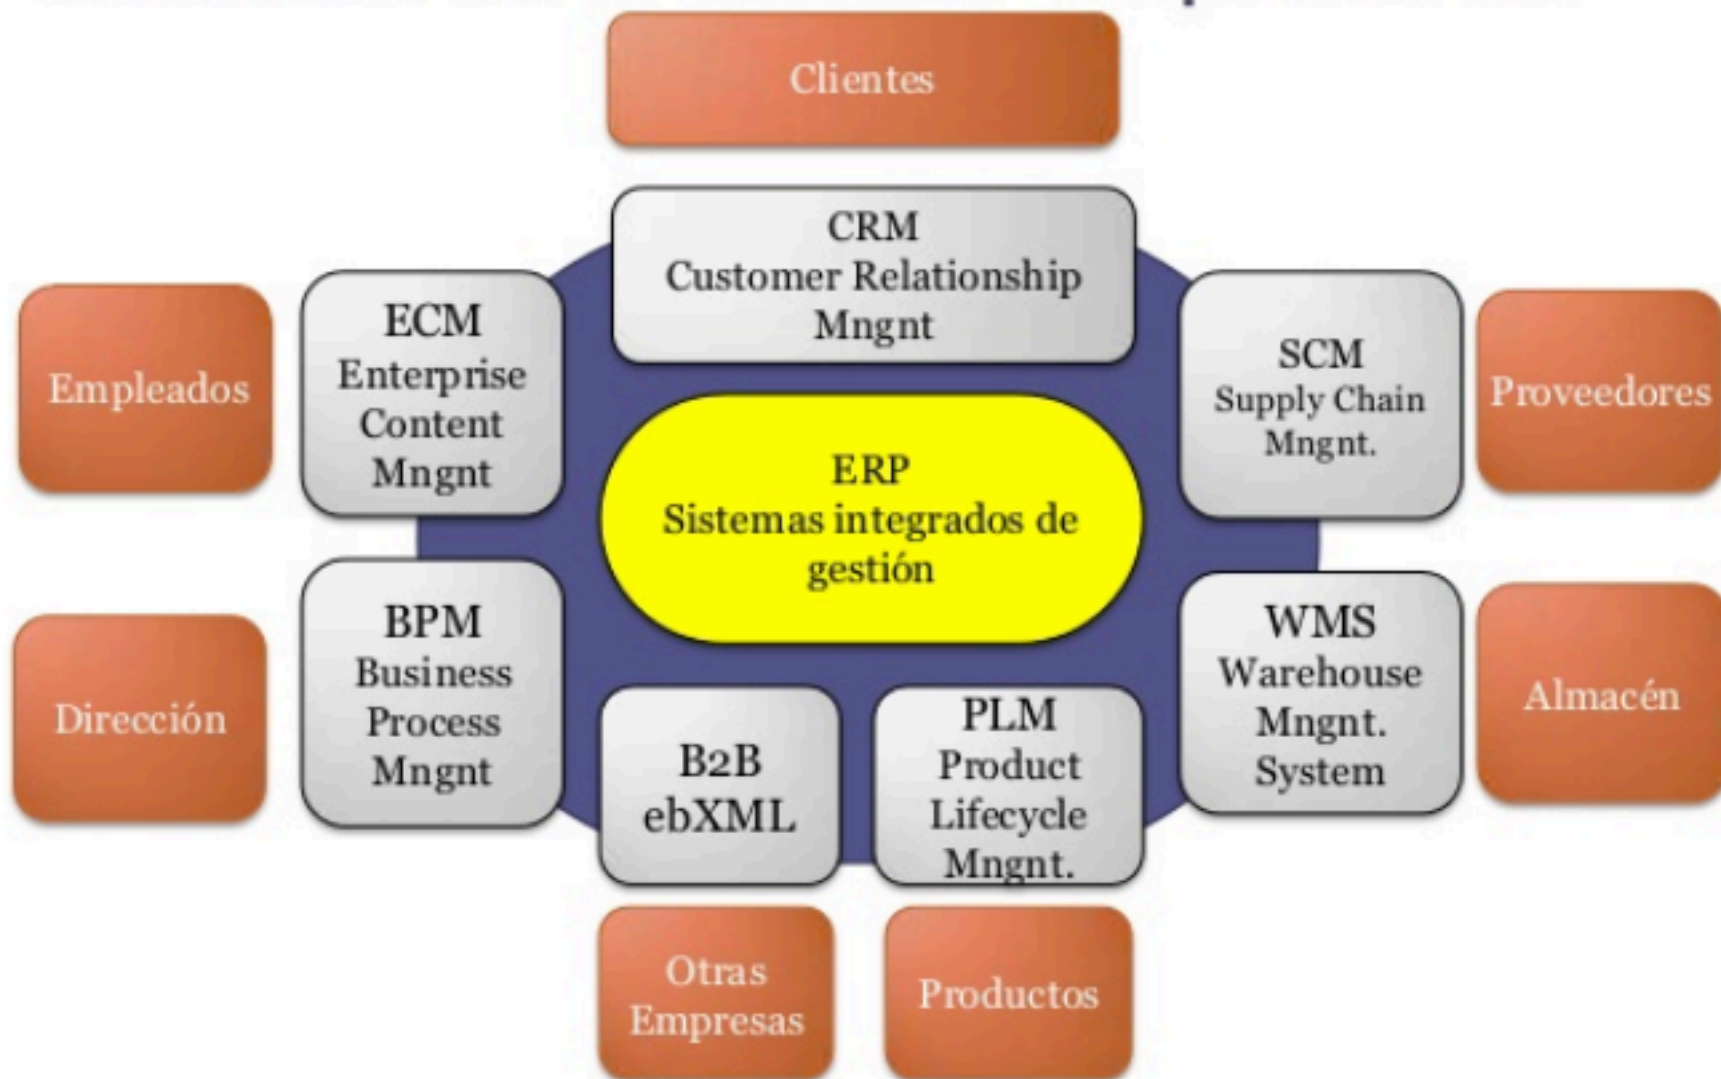 Clientes
CRM
Customer Relationship
Mngnt
Empleados
ECM
Enterprise
Content
Mngnt
SCM
Supply Chain
Mngnt.
Proveedores
ERP
Sistemas integrados de
gestión
Dirección
BPM
Business
Process
Mngnt
B2B
ebXML
PLM
Product
Lifecycle
Mngnt.
WMS
Warehouse
Mngnt.
System
Almacén
Otras
Empresas
Productos